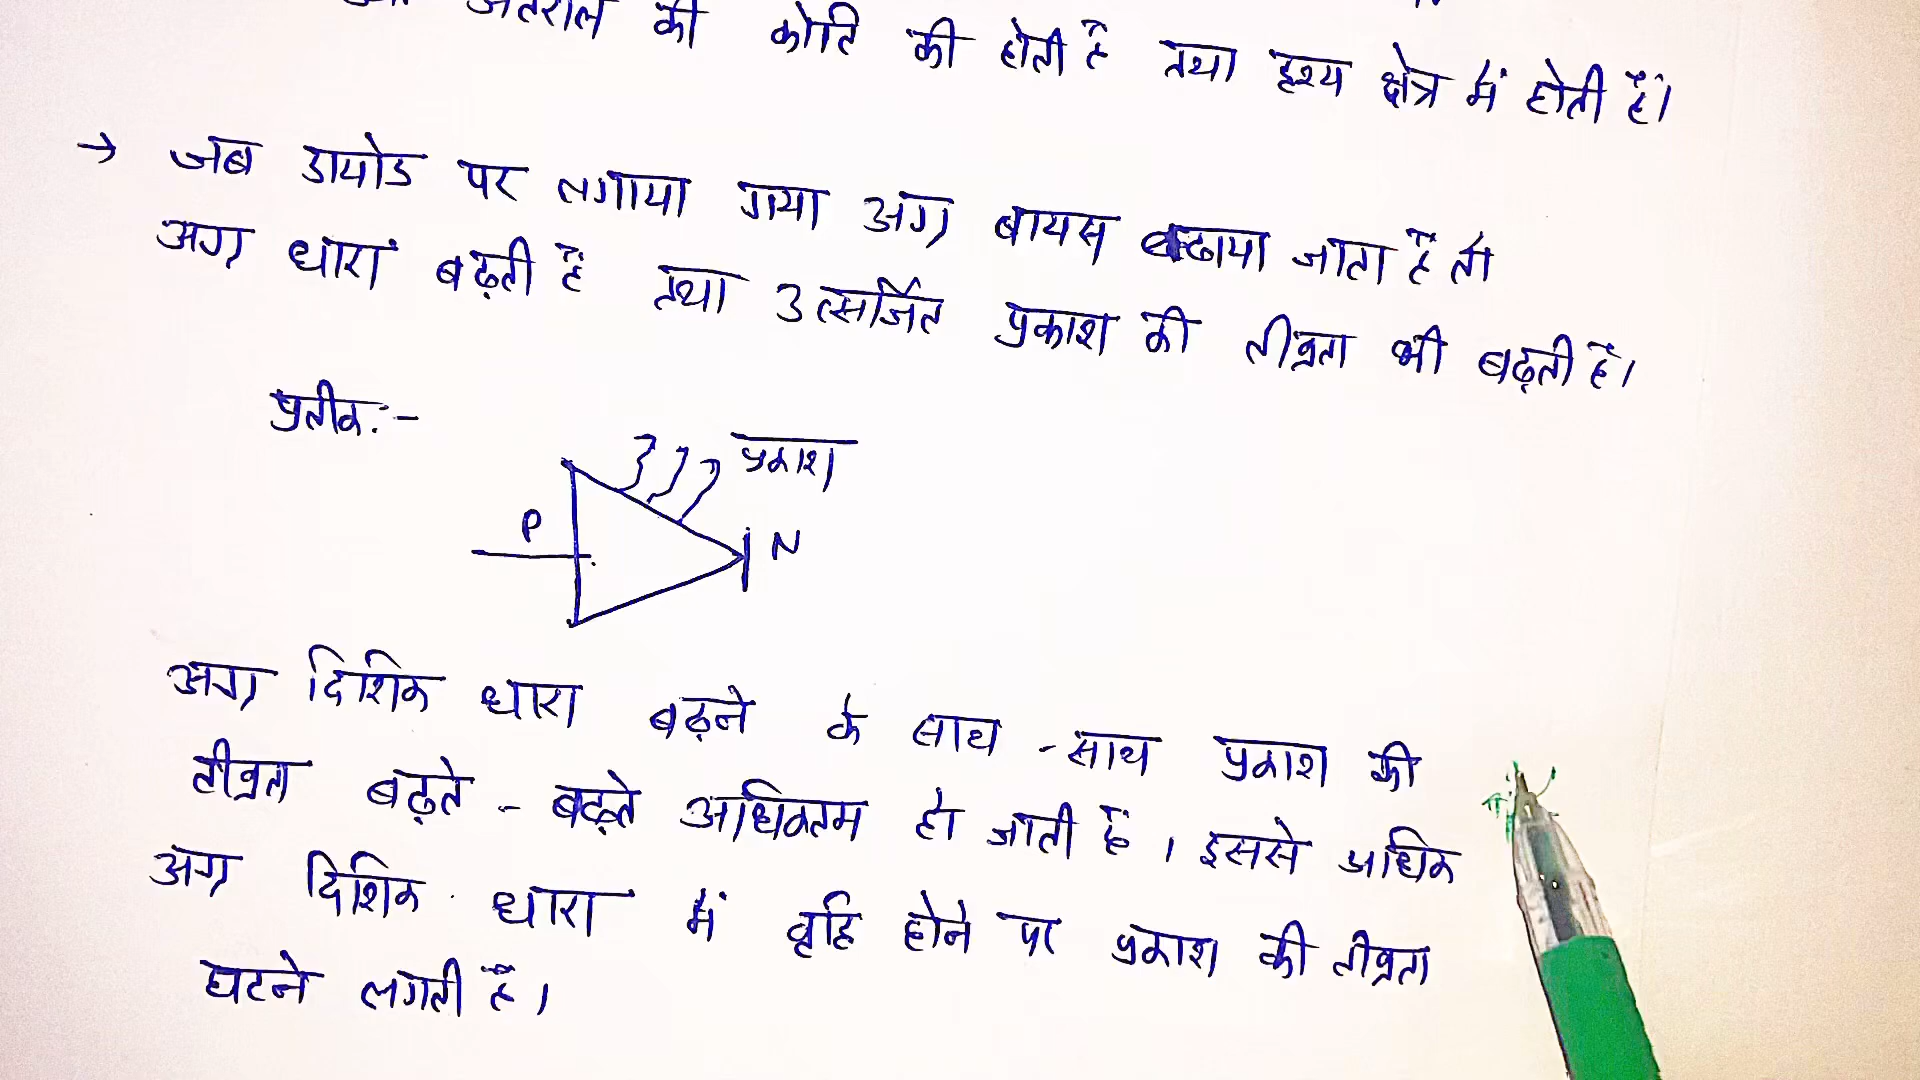 अंतराल की कोटि की होती है तथा दृश्य क्षेत्र में होती है।
→ जब डायोड पर लगाया गया अग्र बायस बढाया जाता है तो
अग्र धारा बढ़ती है तथा उत्सर्जित प्रकाश की तीव्रता भी बढ़ती है।
प्रतीक:-
प्रकाश
P
N
अग्र दिशिक धारा बढ़ने के साथ - साथ प्रकाश की
तीव्रता बढ़ते - बढ़ते अधिकतम हो जाती है। इससे अधिक
अग्र दिशिक धारा में वृद्धि होने पर प्रकाश की तीव्रता
घटने लगती है।